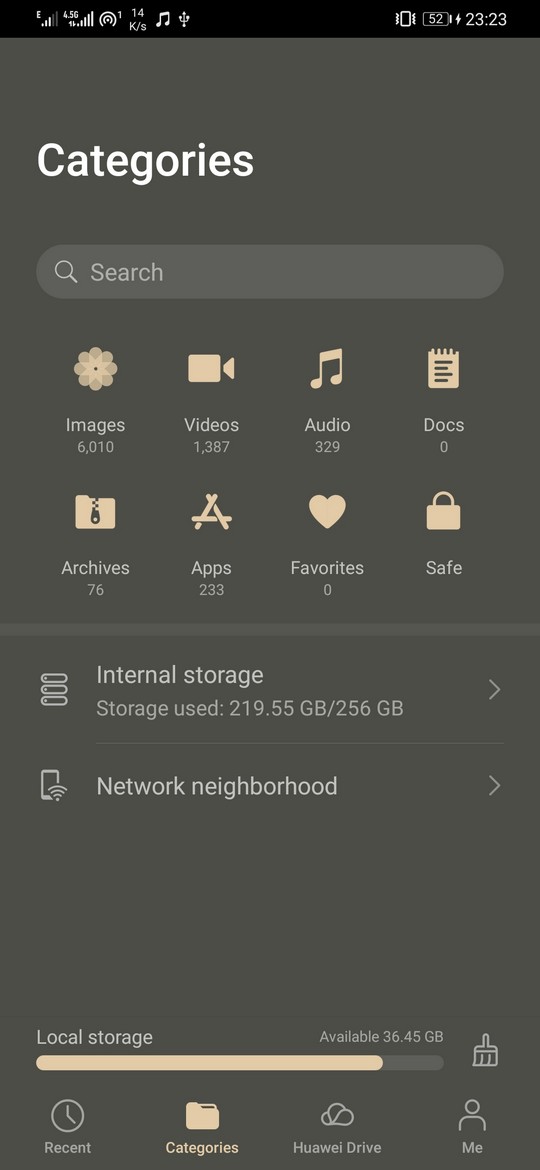 E 4.5G 1 14 K/s 52 23:23
Categories
Search
Images Videos Audio Docs
6,010 1,387 329 0
Archives Apps Favorites Safe
76 233 0
Internal storage
Storage used: 219.55 GB/256 GB
Network neighborhood
Local storage Available 36.45 GB
Recent Categories Huawei Drive Me